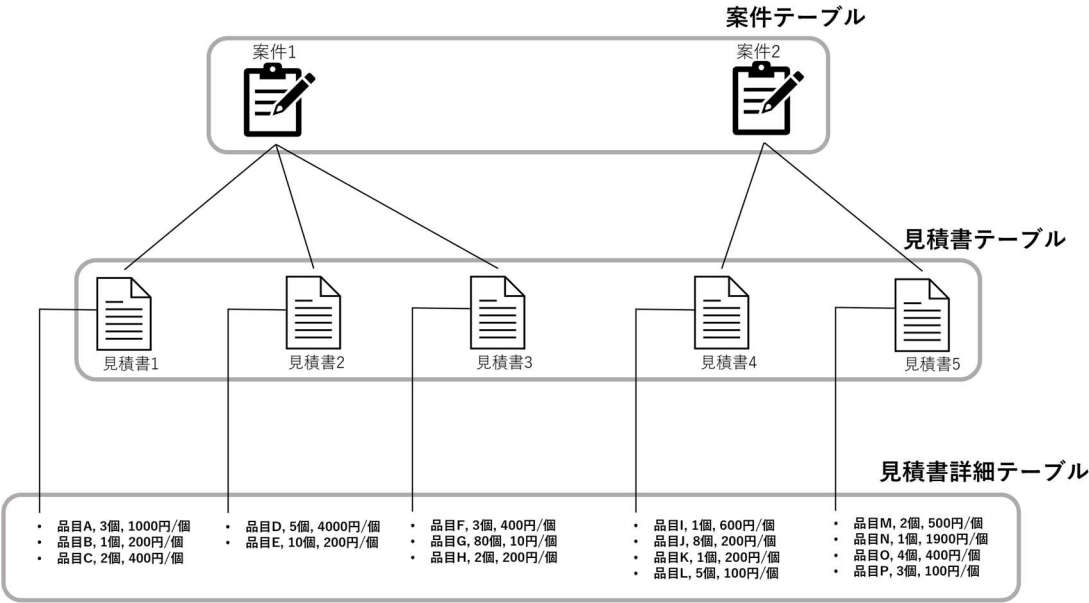 案件テーブル
案件1
案件2
見積書テーブル
見積書1
見積書2
見積書3
見積書4
見積書5
見積書詳細テーブル
• 品目A, 3個, 1000円/個
• 品目B, 1個, 200円/個
• 品目C, 2個, 400円/個
• 品目D, 5個, 4000円/個
• 品目E, 10個, 200円/個
• 品目F, 3個, 400円/個
• 品目G, 80個, 10円/個
• 品目H, 2個, 200円/個
• 品目I, 1個, 600円/個
• 品目J, 8個, 200円/個
• 品目K, 1個, 200円/個
• 品目L, 5個, 100円/個
• 品目M, 2個, 500円/個
• 品目N, 1個, 1900円/個
• 品目O, 4個, 400円/個
• 品目P, 3個, 100円/個